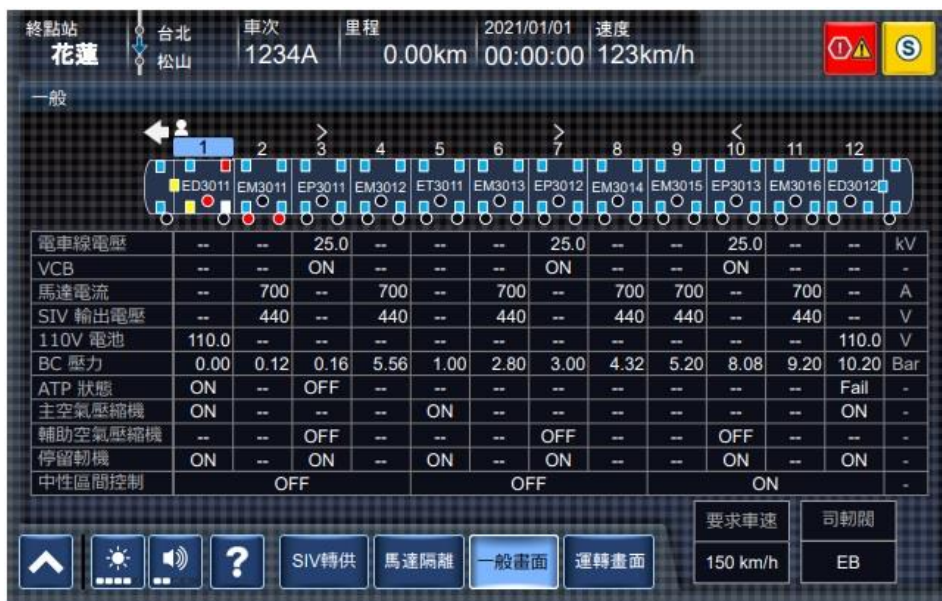 終點站 台北 車次 里程 2021/01/01 速度
花蓮 松山 1234A 0.00km 00:00:00 123km/h
S
一般
> > <
1 2 3 4 5 6 7 8 9 10 11 12
ED3011 EM3011 EP3011 EM3012 ET3011 EM3013 EP3012 EM3014 EM3015 EP3013 EM3016 ED3012
電車線電壓 -- -- 25.0 -- -- -- 25.0 -- -- 25.0 -- -- kV
VCB -- -- ON -- -- -- ON -- -- ON -- -- -
馬達電流 -- 700 -- 700 -- 700 -- 700 700 -- 700 -- A
SIV 輸出電壓 -- 440 -- 440 -- 440 -- 440 440 -- 440 -- V
110V 電池 110.0 -- -- -- -- -- -- -- -- -- -- 110.0 V
BC 壓力 0.00 0.12 0.16 5.56 1.00 2.80 3.00 4.32 5.20 8.08 9.20 10.20 Bar
ATP 狀態 ON -- OFF -- -- -- -- -- -- -- -- Fail -
主空氣壓縮機 ON -- -- -- ON -- -- -- -- -- -- ON -
輔助空氣壓縮機 -- -- OFF -- -- -- OFF -- -- OFF -- -- -
停留軔機 ON -- ON -- ON -- ON -- -- ON -- ON -
中性區間控制 OFF OFF ON -
要求車速 司軔閥
? SIV轉供 馬達隔離 一般畫面 運轉畫面 150 km/h EB